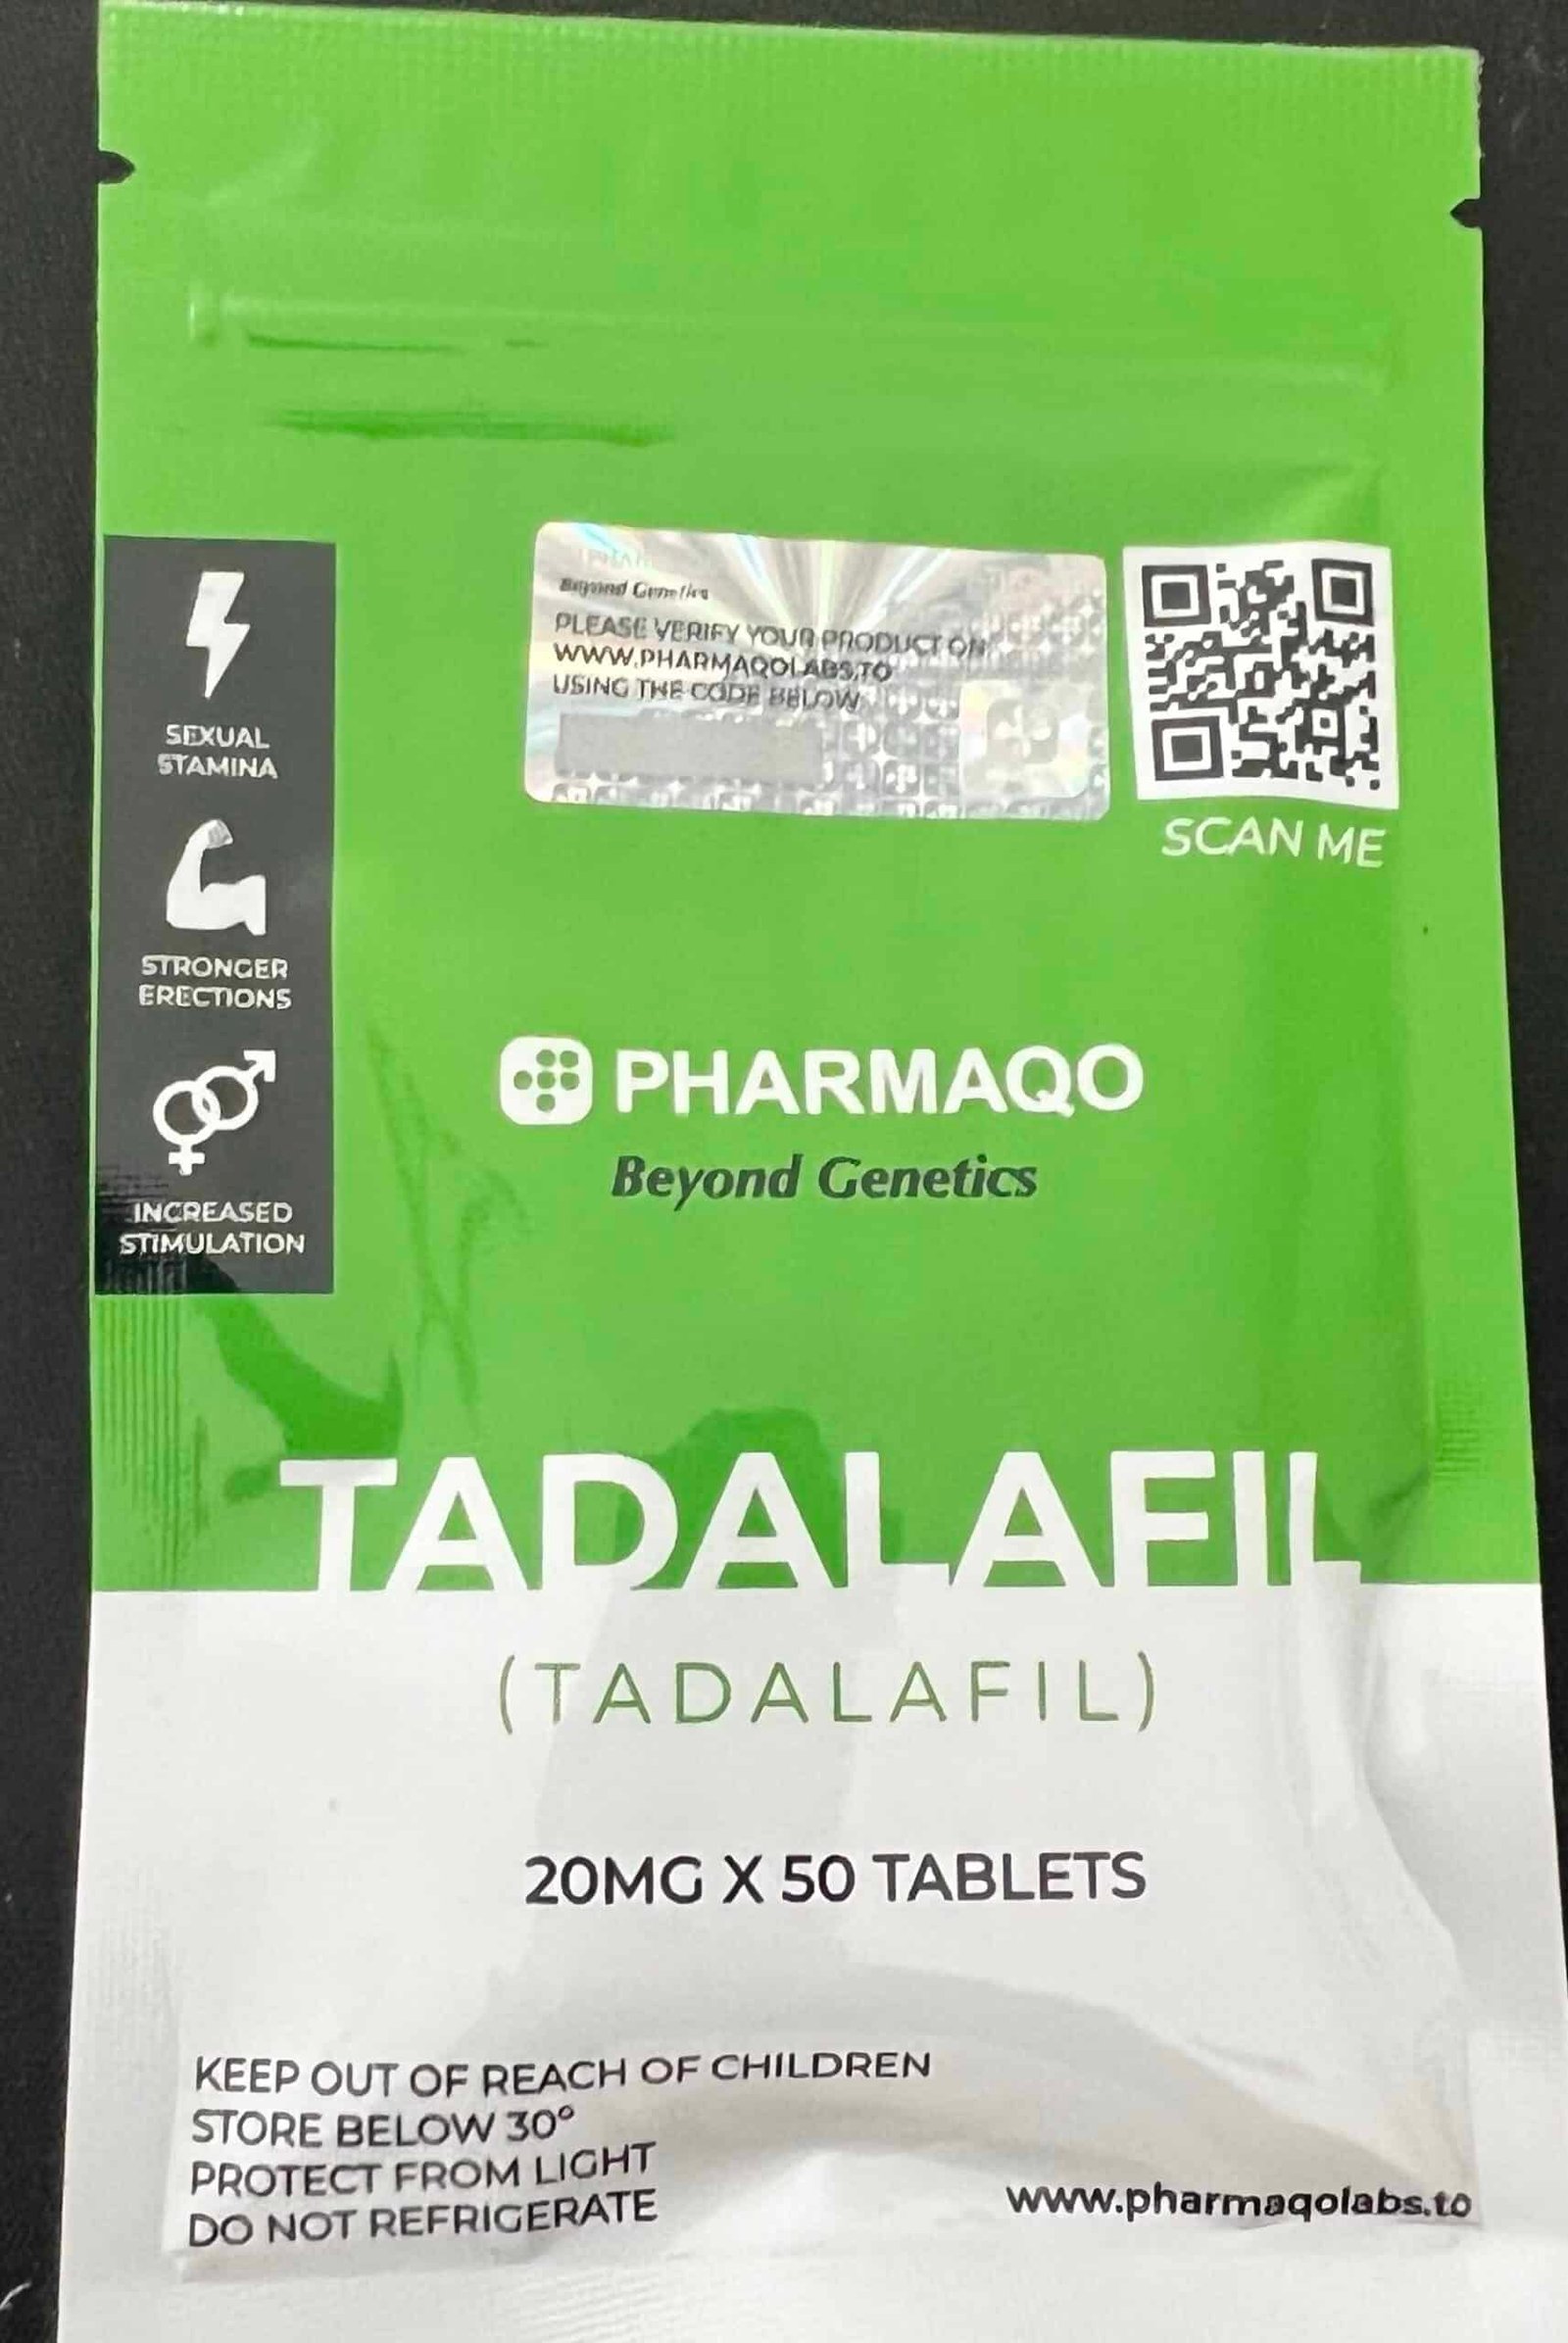 Beyond Genetics
PLEASE VERIFY YOUR PRODUCT ON
WWW.PHARMAQOLABS.TO
USING THE CODE BELOW
SCAN ME
SEXUAL
STAMINA
STRONGER
ERECTIONS
INCREASED
STIMULATION
PHARMAQO
Beyond Genetics
TADALAFIL
(TADALAFIL)
20MG X 50 TABLETS
KEEP OUT OF REACH OF CHILDREN
STORE BELOW 30°
PROTECT FROM LIGHT
DO NOT REFRIGERATE
www.pharmaqolabs.to